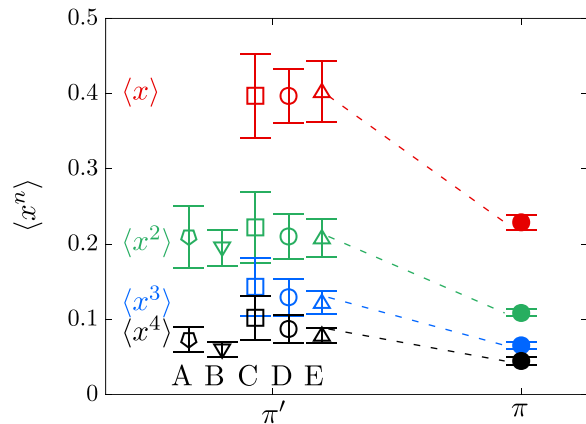 0.5
0.4
0.3
0.2
0.1
0
⟨xⁿ⟩
⟨x⟩
⟨x²⟩
⟨x³⟩
⟨x⁴⟩
A B C D E
π′ π